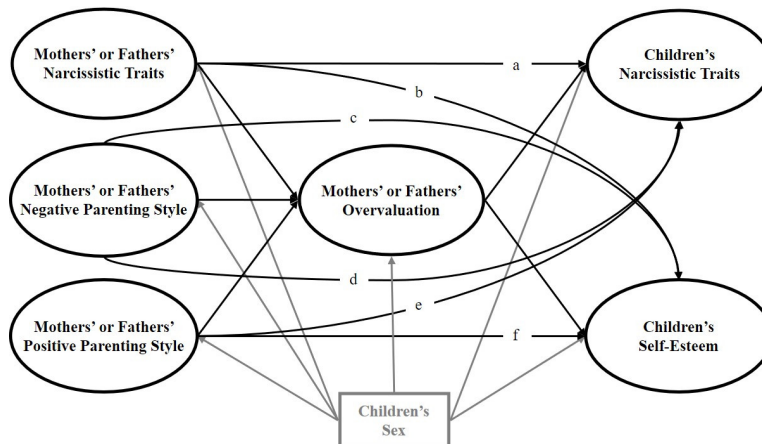 Mothers’ or Fathers’
Narcissistic Traits
a
Children’s
Narcissistic Traits
b
c
Mothers’ or Fathers’
Negative Parenting Style
Mothers’ or Fathers’
Overvaluation
d
e
Mothers’ or Fathers’
Positive Parenting Style
f
Children’s
Self-Esteem
Children’s
Sex